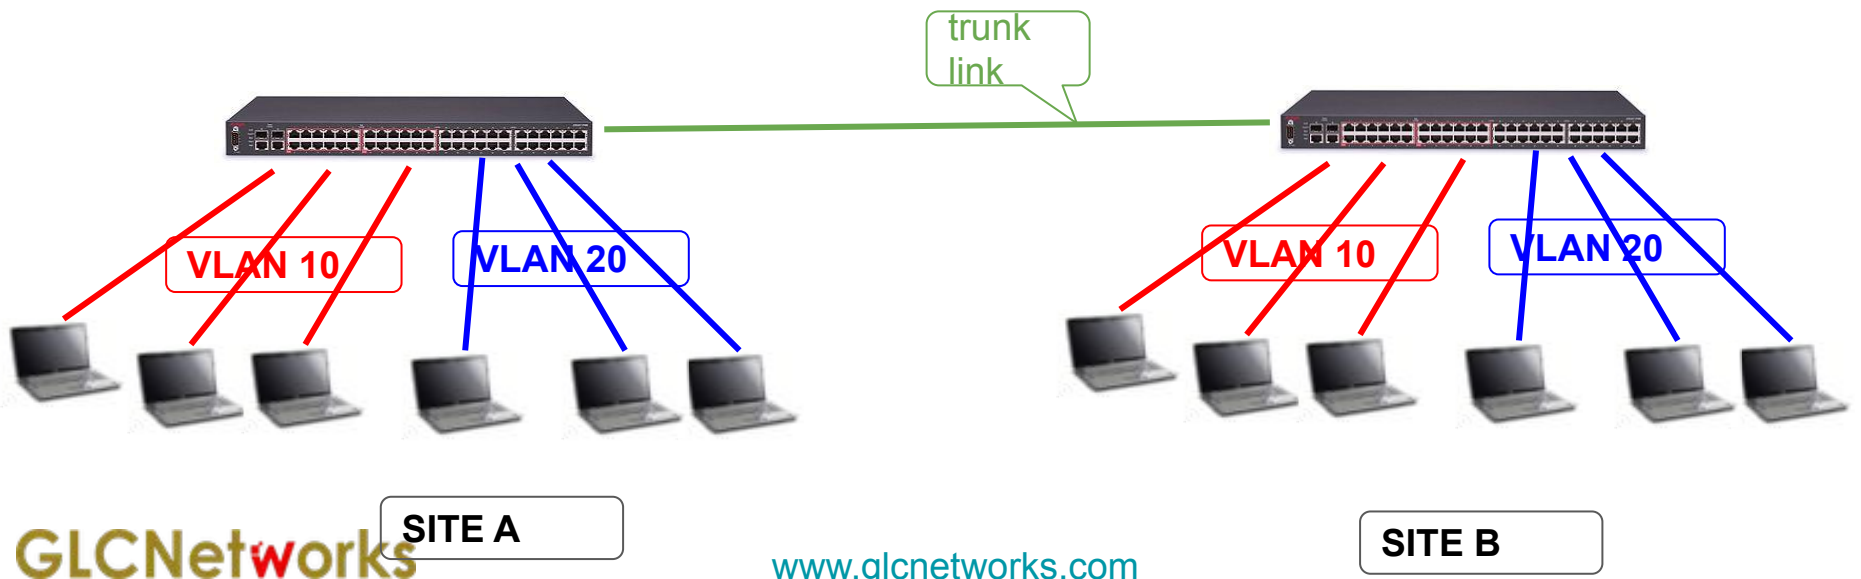 trunk
link
VLAN 10
VLAN 20
VLAN 10
VLAN 20
SITE A
SITE B
GLCNetworks
www.glcnetworks.com